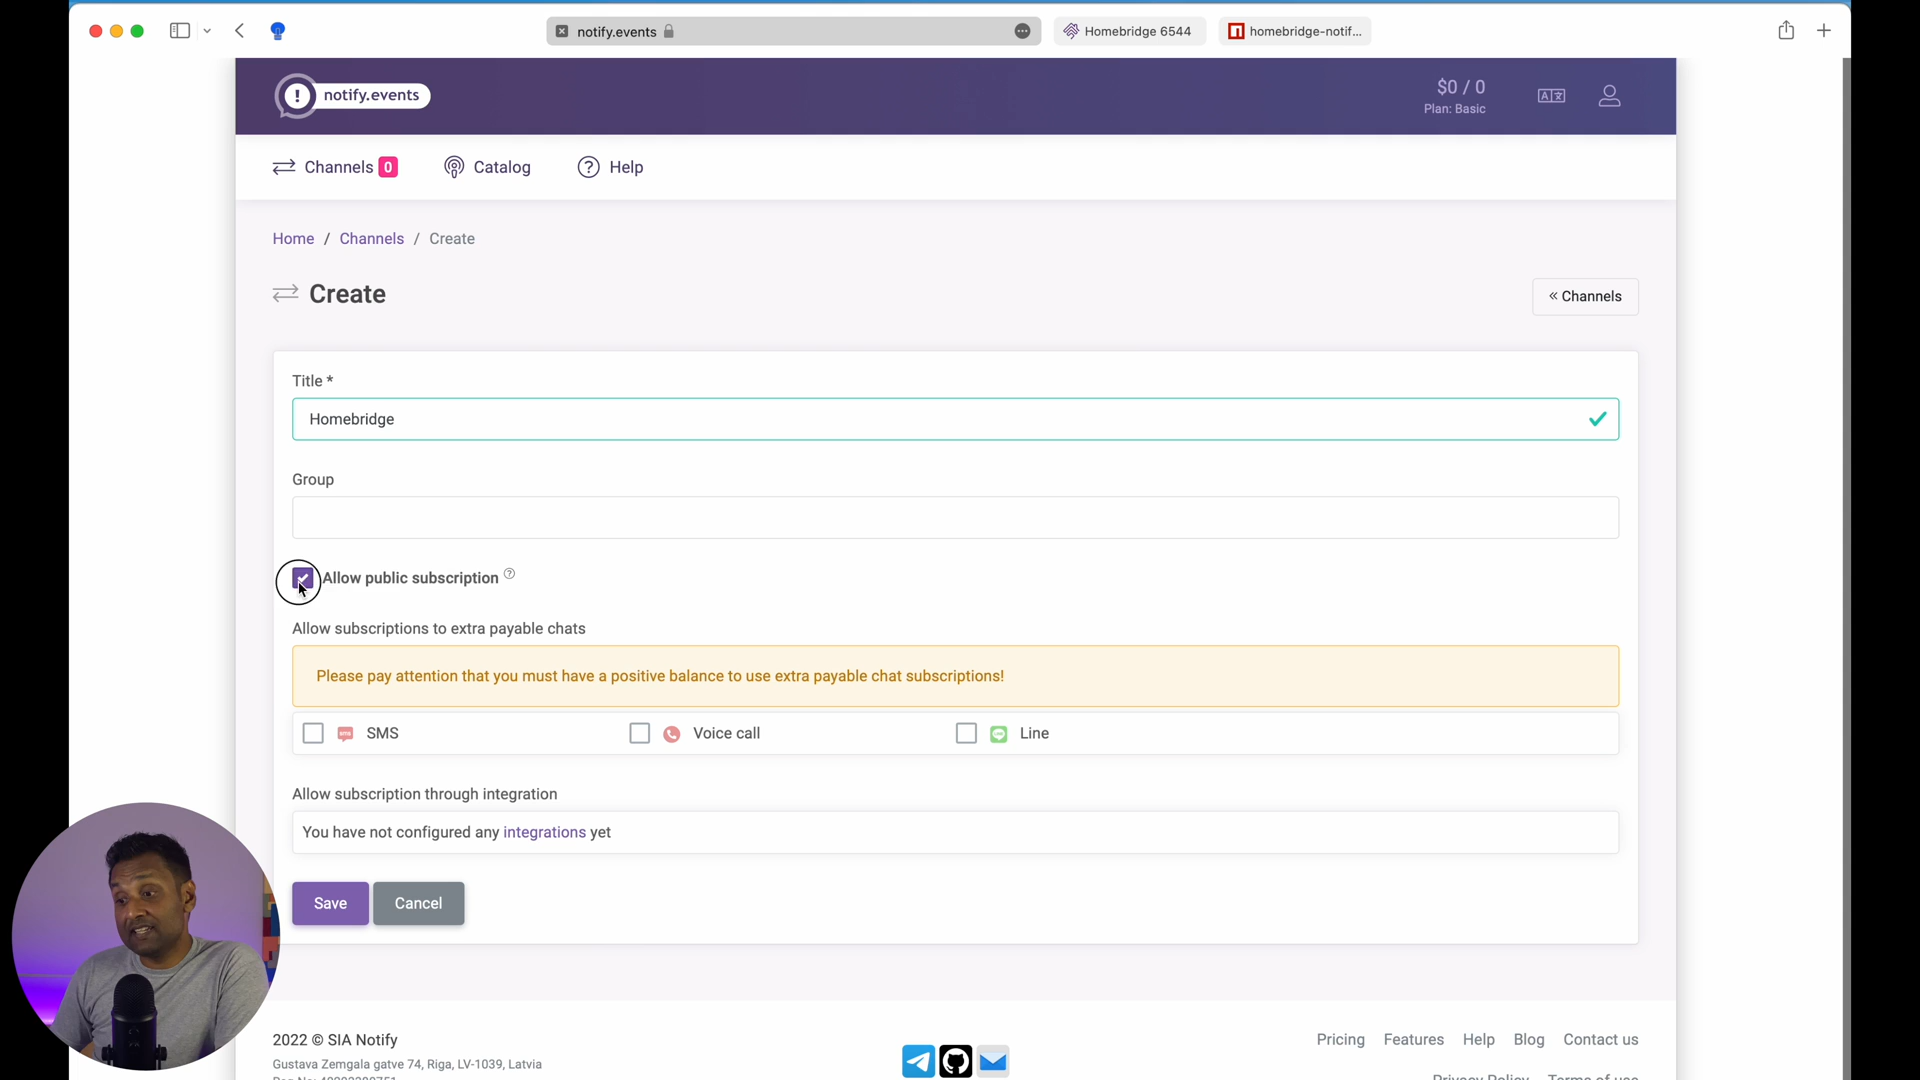 notify.events
Homebridge 6544
homebridge-notif...
! notify.events
$0 / 0
Plan: Basic
Channels 0
Catalog
? Help
Home / Channels / Create
Create
« Channels
Title *
Homebridge
Group
Allow public subscription ?
Allow subscriptions to extra payable chats
Please pay attention that you must have a positive balance to use extra payable chat subscriptions!
SMS
Voice call
Line
Allow subscription through integration
You have not configured any integrations yet
Save
Cancel
2022 © SIA Notify
Pricing
Features
Help
Blog
Contact us
Gustava Zemgala gatve 74, Riga, LV-1039, Latvia
Privacy Policy
Terms of use